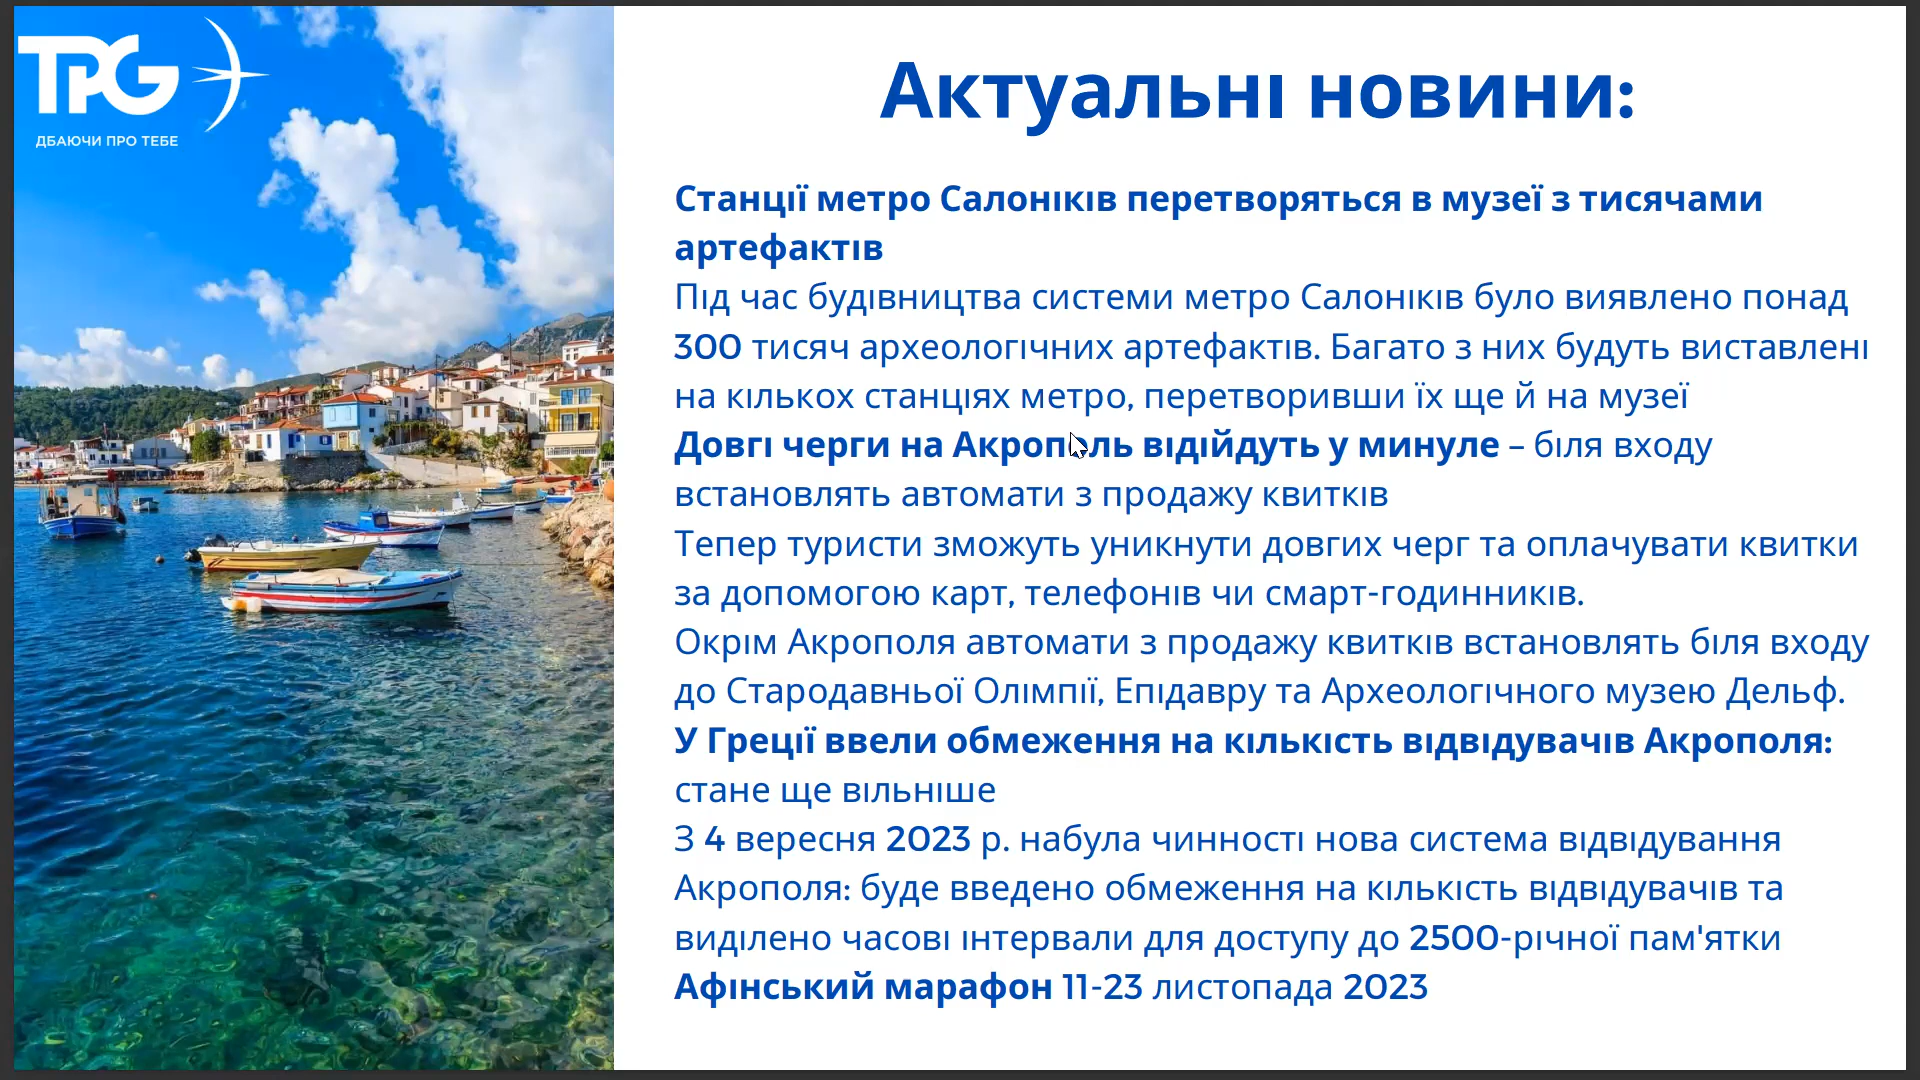 TPG
ДБАЮЧИ ПРО ТЕБЕ
Актуальні новини:
Станції метро Салоніків перетворяться в музеї з тисячами
артефактів
Під час будівництва системи метро Салоніків було виявлено понад
300 тисяч археологічних артефактів. Багато з них будуть виставлені
на кількох станціях метро, перетворивши їх ще й на музеї
Довгі черги на Акрополь відійдуть у минуле – біля входу
встановлять автомати з продажу квитків
Тепер туристи зможуть уникнути довгих черг та оплачувати квитки
за допомогою карт, телефонів чи смарт-годинників.
Окрім Акрополя автомати з продажу квитків встановлять біля входу
до Стародавньої Олімпії, Епідавру та Археологічного музею Дельф.
У Греції ввели обмеження на кількість відвідувачів Акрополя:
стане ще вільніше
З 4 вересня 2023 р. набула чинності нова система відвідування
Акрополя: буде введено обмеження на кількість відвідувачів та
виділено часові інтервали для доступу до 2500-річної пам'ятки
Афінський марафон 11-23 листопада 2023